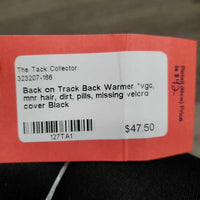 The Tack Collector
323207-166
Back on Track Back Warmer *vgc,
mnr hair, dirt, pills, missing velcro
cover Black
$47.50
127TA1
Price